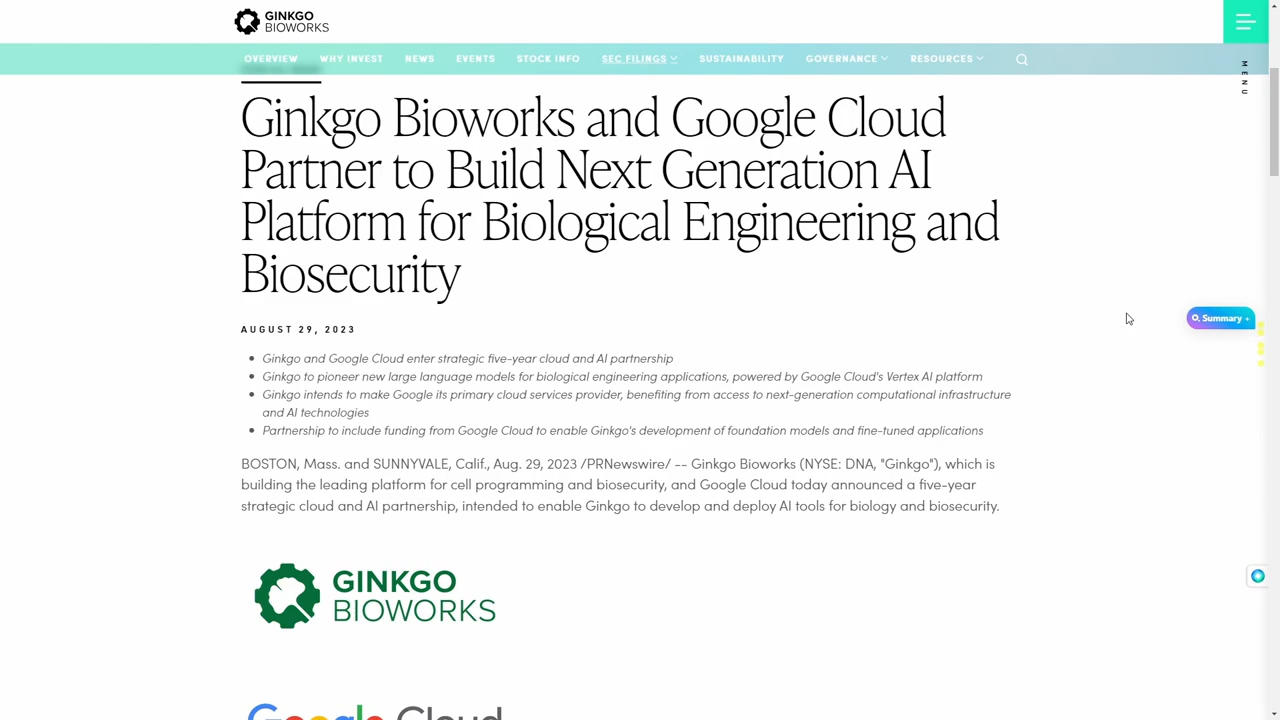 GINKGO
BIOWORKS
OVERVIEW WHY INVEST NEWS EVENTS STOCK INFO SEC FILINGS SUSTAINABILITY GOVERNANCE RESOURCES
MENU
Ginkgo Bioworks and Google Cloud
Partner to Build Next Generation AI
Platform for Biological Engineering and
Biosecurity
Summary +
AUGUST 29, 2023
• Ginkgo and Google Cloud enter strategic five-year cloud and AI partnership
• Ginkgo to pioneer new large language models for biological engineering applications, powered by Google Cloud's Vertex AI platform
• Ginkgo intends to make Google its primary cloud services provider, benefiting from access to next-generation computational infrastructure
and AI technologies
• Partnership to include funding from Google Cloud to enable Ginkgo's development of foundation models and fine-tuned applications
BOSTON, Mass. and SUNNYVALE, Calif., Aug. 29, 2023 /PRNewswire/ -- Ginkgo Bioworks (NYSE: DNA, "Ginkgo"), which is
building the leading platform for cell programming and biosecurity, and Google Cloud today announced a five-year
strategic cloud and AI partnership, intended to enable Ginkgo to develop and deploy AI tools for biology and biosecurity.
GINKGO
BIOWORKS
Google Cloud